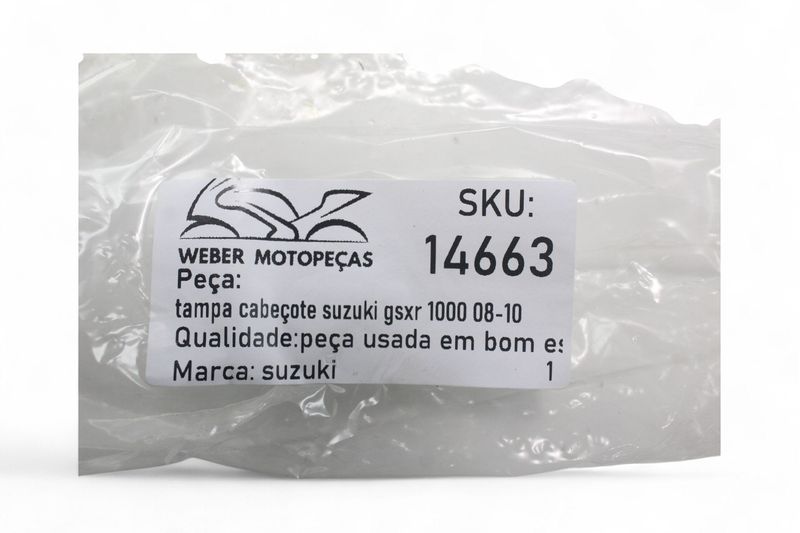 WEBER MOTOPEÇAS
SKU:
14663
Peça:
tampa cabeçote suzuki gsxr 1000 08-10
Qualidade:peça usada em bom es
Marca: suzuki 1